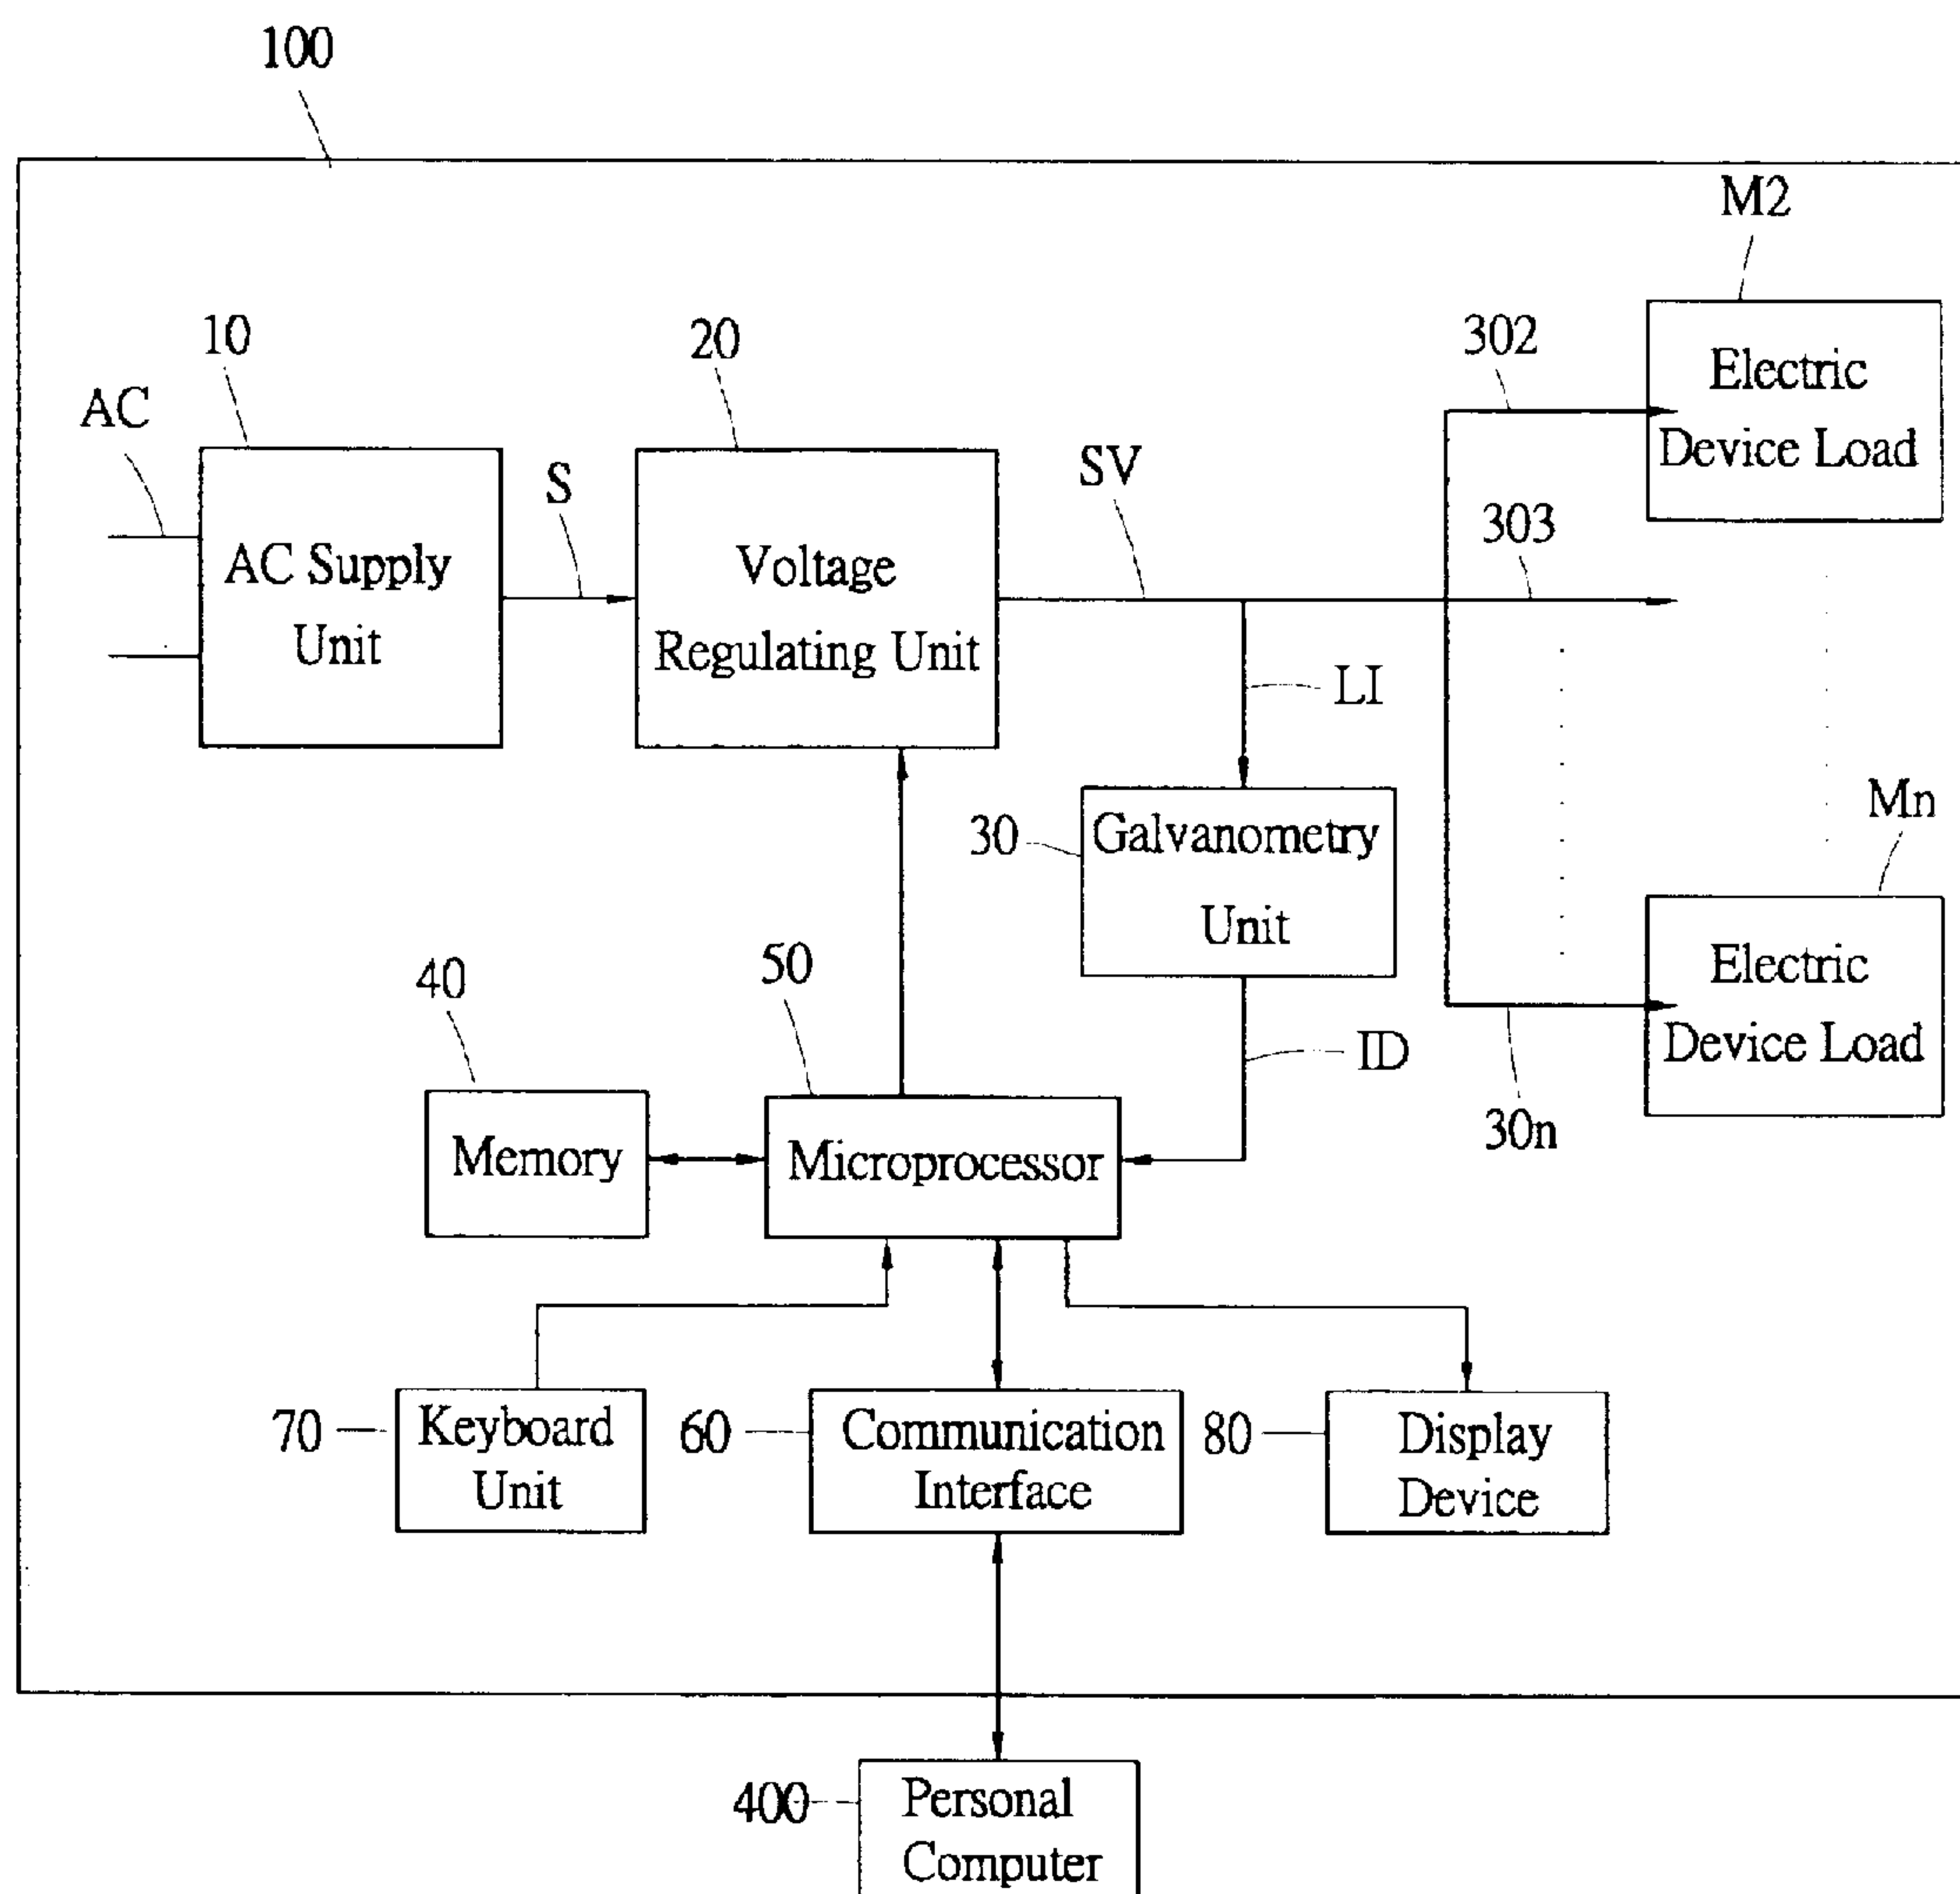 100
M2
10
20
302
Electric
Device Load
AC
S
SV
303
AC Supply
Unit
Voltage
Regulating Unit
LI
Mn
30
Galvanometry
Unit
40
50
Electric
Device Load
ID
30n
Memory
Microprocessor
70
Keyboard
Unit
60
Communication
Interface
80
Display
Device
400
Personal
Computer